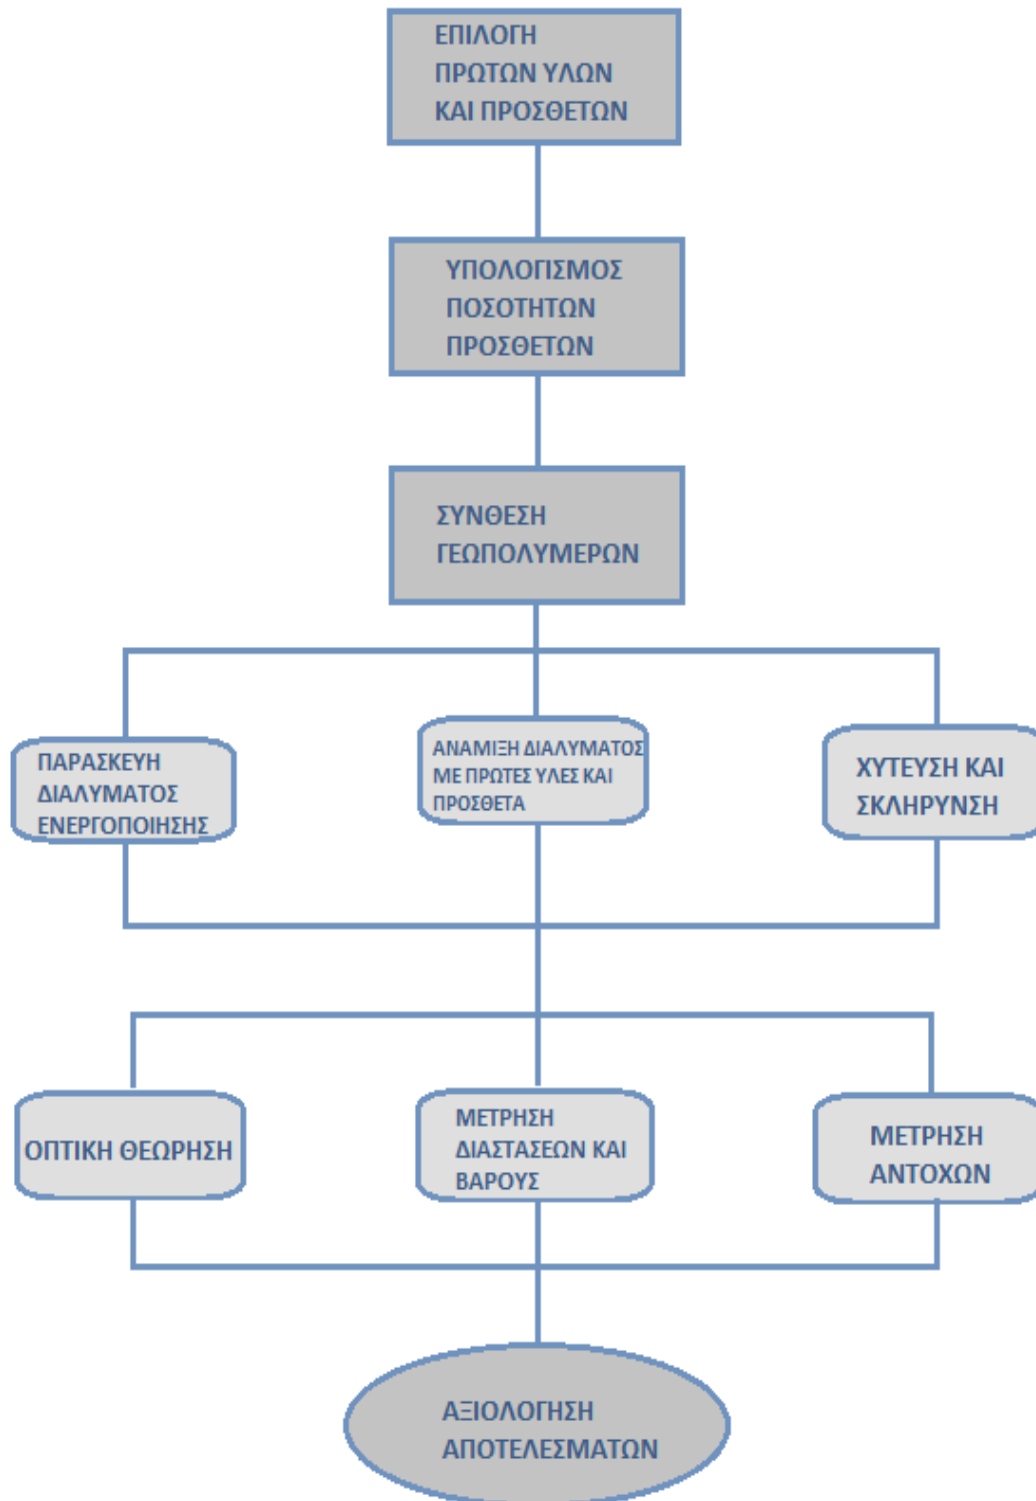 ΕΠΙΛΟΓΗ
ΠΡΩΤΩΝ ΥΛΩΝ
ΚΑΙ ΠΡΟΣΘΕΤΩΝ
ΥΠΟΛΟΓΙΣΜΟΣ
ΠΟΣΟΤΗΤΩΝ
ΠΡΟΣΘΕΤΩΝ
ΣΥΝΘΕΣΗ
ΓΕΩΠΟΛΥΜΕΡΩΝ
ΠΑΡΑΣΚΕΥΗ
ΔΙΑΛΥΜΑΤΟΣ
ΕΝΕΡΓΟΠΟΙΗΣΗΣ
ΑΝΑΜΙΞΗ ΔΙΑΛΥΜΑΤΟΣ
ΜΕ ΠΡΩΤΕΣ ΥΛΕΣ ΚΑΙ
ΠΡΟΣΘΕΤΑ
ΧΥΤΕΥΣΗ ΚΑΙ
ΣΚΛΗΡΥΝΣΗ
ΟΠΤΙΚΗ ΘΕΩΡΗΣΗ
ΜΕΤΡΗΣΗ
ΔΙΑΣΤΑΣΕΩΝ ΚΑΙ
ΒΑΡΟΥΣ
ΜΕΤΡΗΣΗ
ΑΝΤΟΧΩΝ
ΑΞΙΟΛΟΓΗΣΗ
ΑΠΟΤΕΛΕΣΜΑΤΩΝ